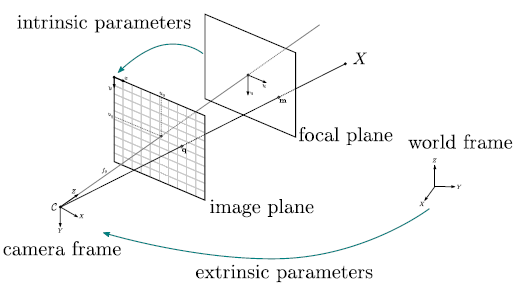 intrinsic parameters
X
m
focal plane
world frame
Z
Y
X
q
f
image plane
Z
C
X
Y
camera frame
extrinsic parameters